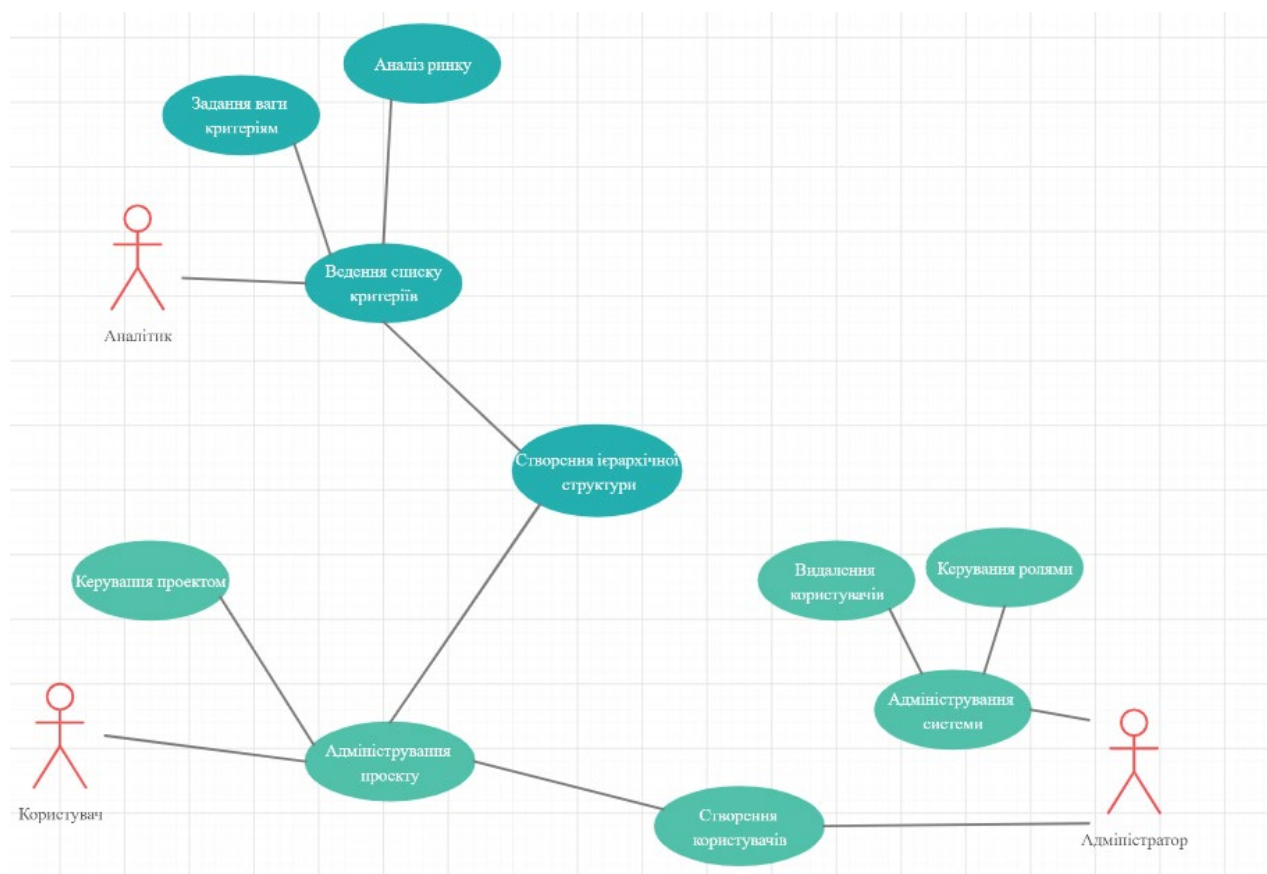 Аналіз ринку
Задання ваги
критеріям
Ведення списку
критеріїв
Аналітик
Створення ієрархічної
структури
Керування проектом
Видалення
користувачів
Керування ролями
Адміністрування
системи
Адміністрування
проєкту
Користувач
Створення
користувачів
Адміністратор